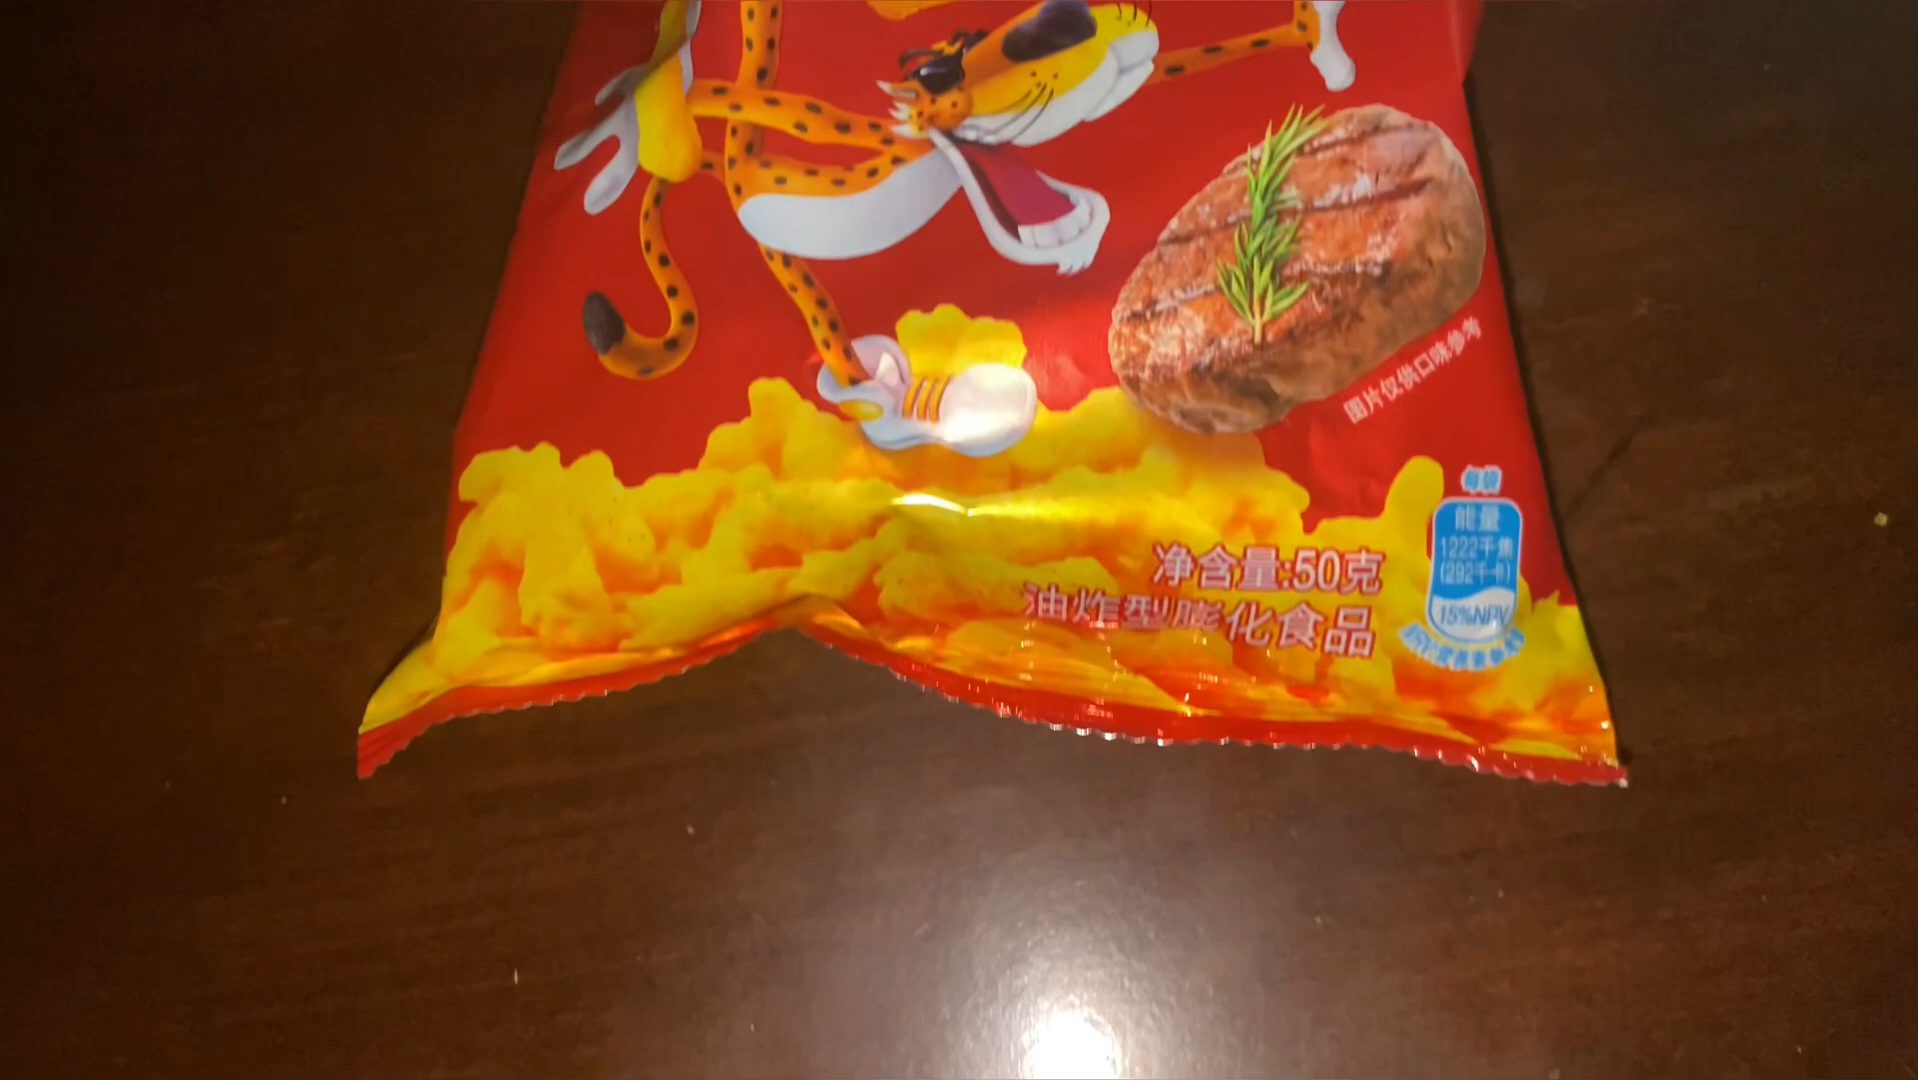 图片仅供口味参考
每袋
能量
1222千焦
(292千卡)
15%NRV
净含量:50克
油炸型膨化食品